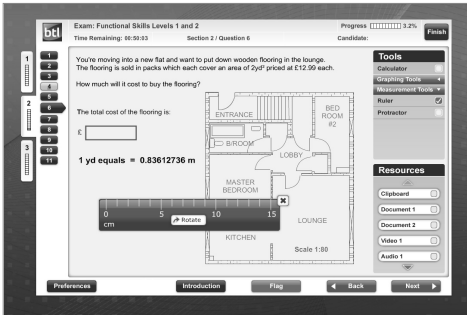 btl
Exam: Functional Skills Levels 1 and 2
Progress 3.2%
Finish
Time Remaining: 00:50:03
Section 2 / Question 6
Candidate:
1
2
3
1
2
3
4
5
6
7
8
9
10
11
You're moving into a new flat and want to put down wooden flooring in the lounge.
The flooring is sold in packs which each cover an area of 2yd² priced at £12.99 each.
How much will it cost to buy the flooring?
The total cost of the flooring is:
£
1 yd equals = 0.83612736 m
ENTRANCE
BED
ROOM
#2
B/ROOM
LOBBY
MASTER
BEDROOM
0 5 10 15
cm
Rotate
LOUNGE
KITCHEN
Scale 1:80
Tools
Calculator
Graphing Tools
Measurement Tools
Ruler
Protractor
Resources
Clipboard
Document 1
Document 2
Video 1
Audio 1
Preferences
Introduction
Flag
Back
Next